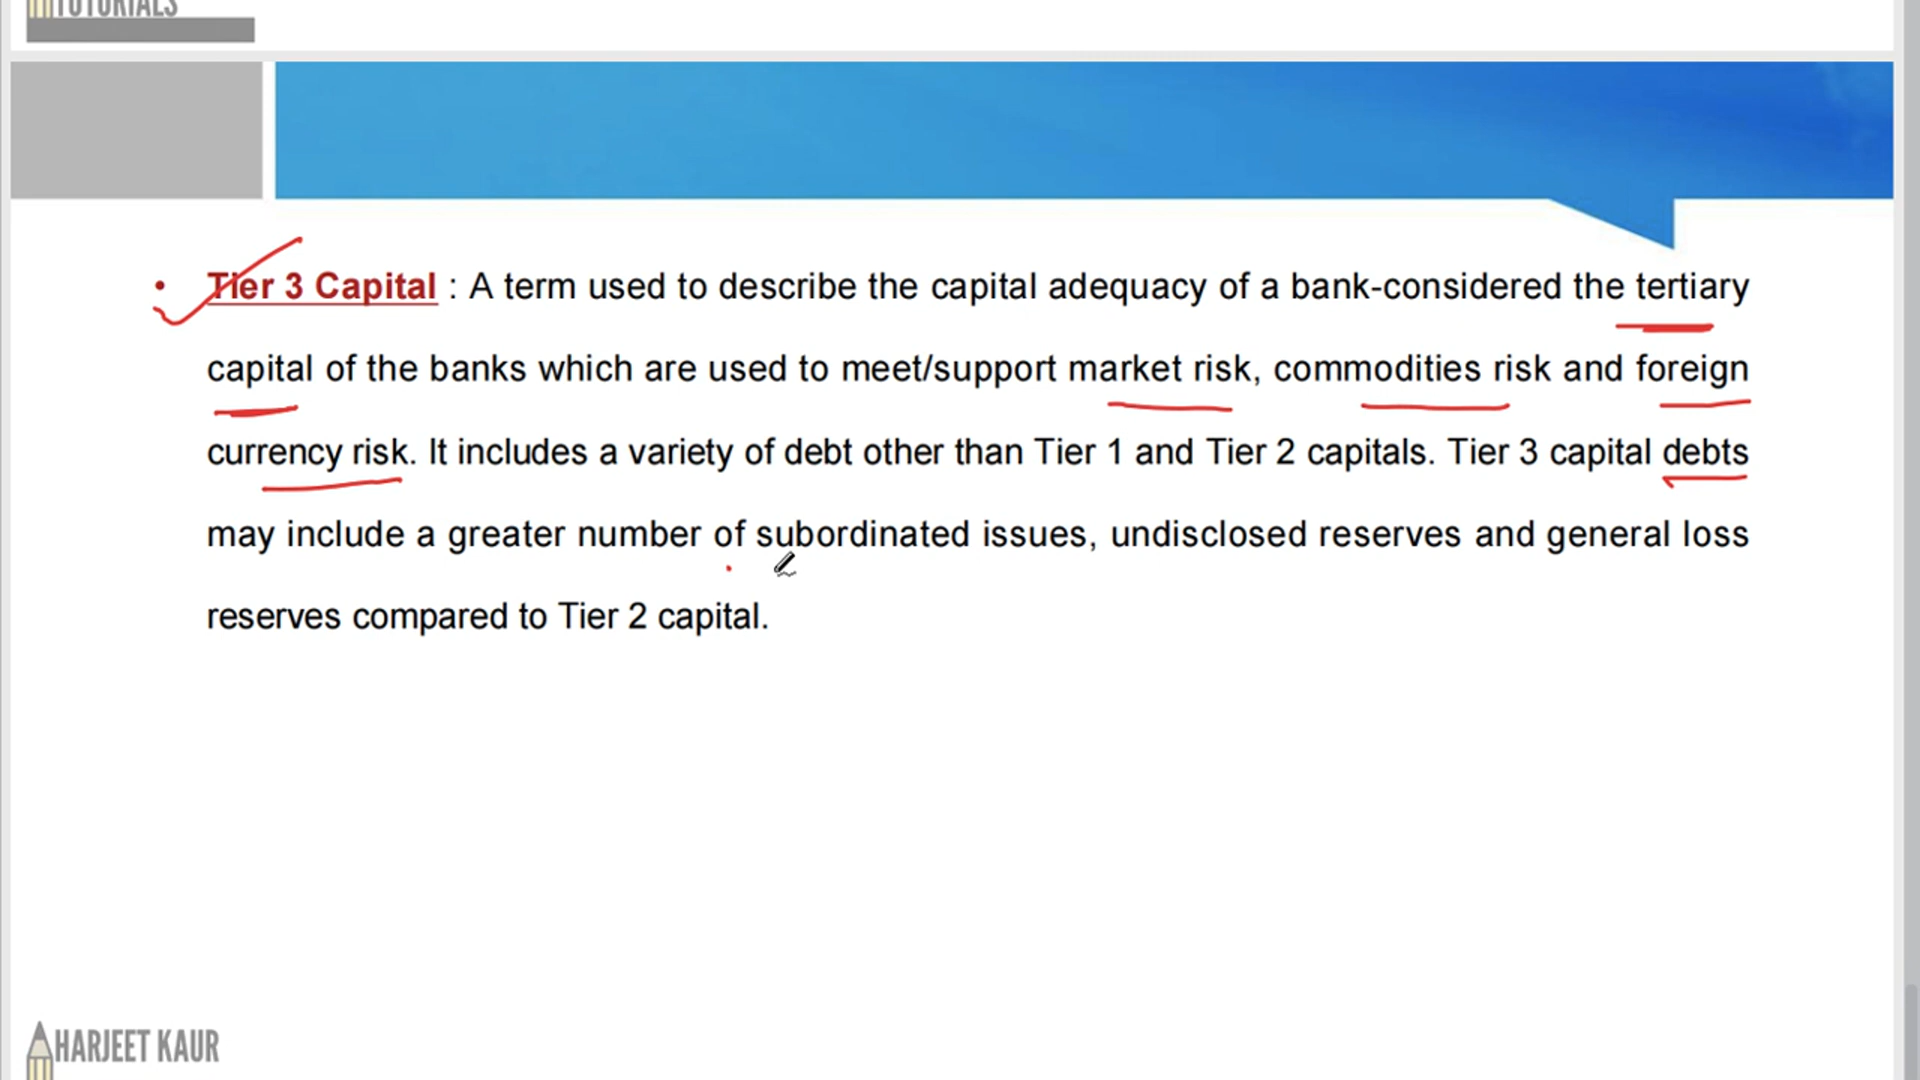 TUTORIALS
• Tier 3 Capital : A term used to describe the capital adequacy of a bank-considered the tertiary
capital of the banks which are used to meet/support market risk, commodities risk and foreign
currency risk. It includes a variety of debt other than Tier 1 and Tier 2 capitals. Tier 3 capital debts
may include a greater number of subordinated issues, undisclosed reserves and general loss
reserves compared to Tier 2 capital.
HARJEET KAUR